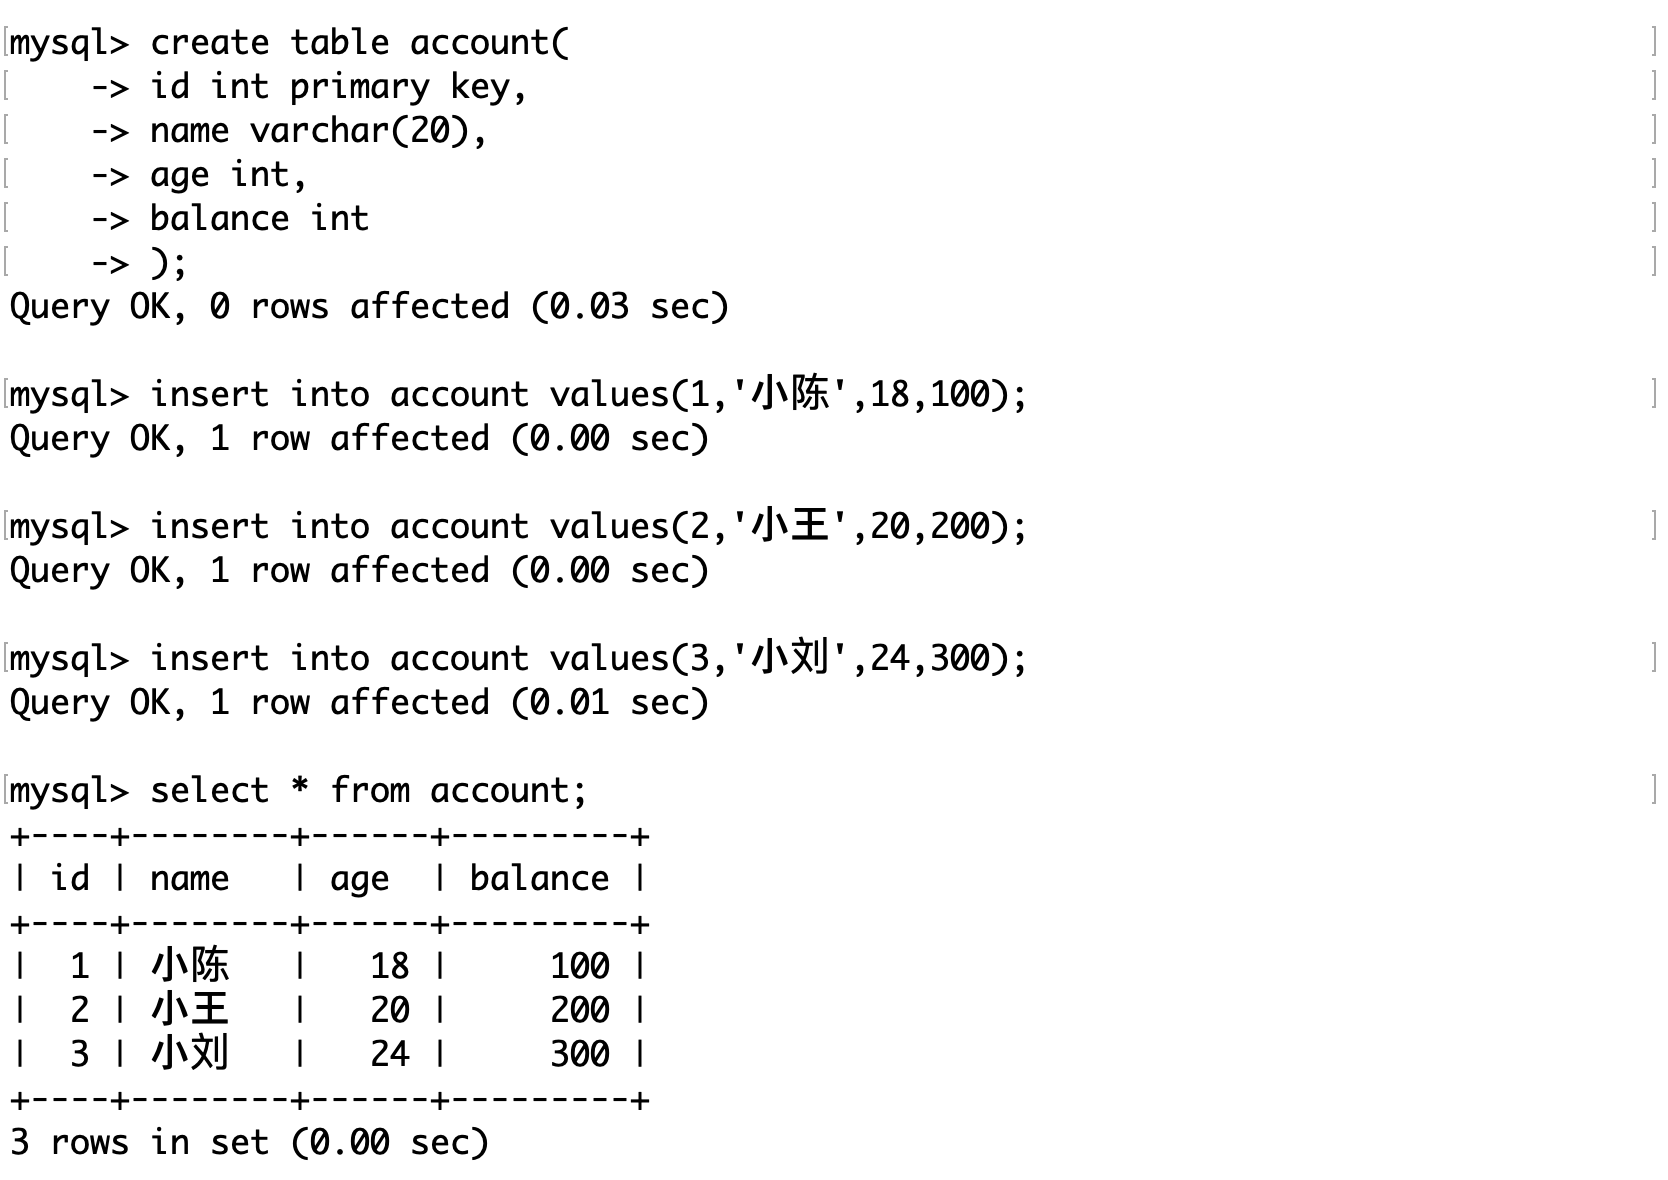 mysql> create table account(
    -> id int primary key,
    -> name varchar(20),
    -> age int,
    -> balance int
    -> );
Query OK, 0 rows affected (0.03 sec)

mysql> insert into account values(1,'小陈',18,100);
Query OK, 1 row affected (0.00 sec)

mysql> insert into account values(2,'小王',20,200);
Query OK, 1 row affected (0.00 sec)

mysql> insert into account values(3,'小刘',24,300);
Query OK, 1 row affected (0.01 sec)

mysql> select * from account;
+----+--------+------+---------+
| id | name   | age  | balance |
+----+--------+------+---------+
|  1 | 小陈   |   18 |     100 |
|  2 | 小王   |   20 |     200 |
|  3 | 小刘   |   24 |     300 |
+----+--------+------+---------+
3 rows in set (0.00 sec)